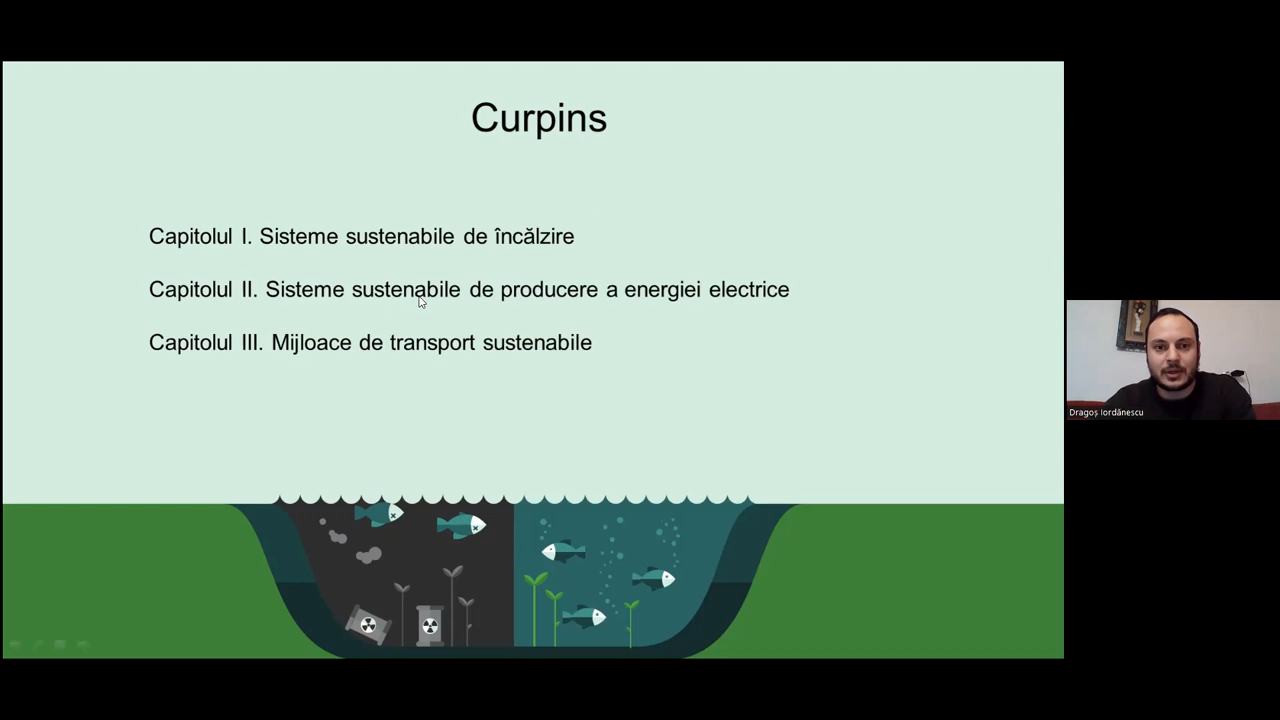 Curpins
Capitolul I. Sisteme sustenabile de încălzire
Capitolul II. Sisteme sustenabile de producere a energiei electrice
Capitolul III. Mijloace de transport sustenabile
Dragoș Iordănescu